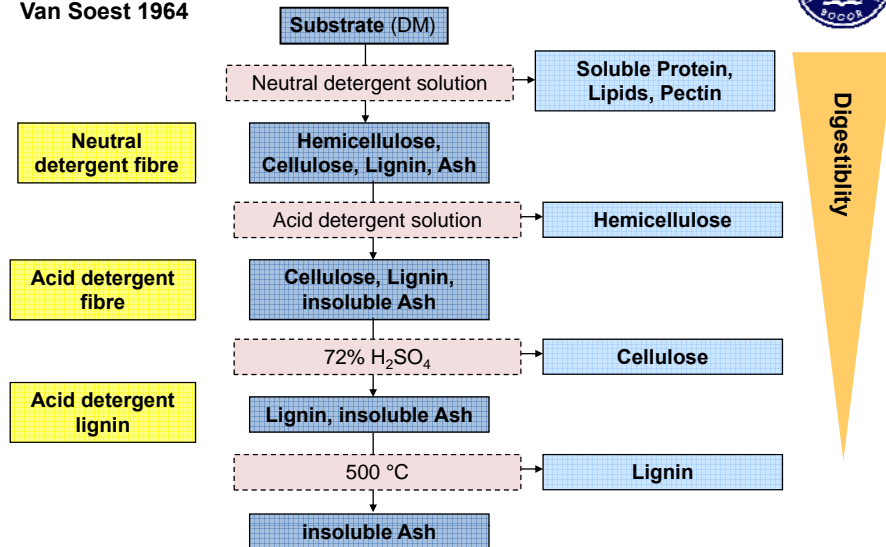 Van Soest 1964
BOGOR
Substrate (DM)
Neutral detergent solution
Soluble Protein,
Lipids, Pectin
Digestiblity
Neutral
detergent fibre
Hemicellulose,
Cellulose, Lignin, Ash
Acid detergent solution
Hemicellulose
Acid detergent
fibre
Cellulose, Lignin,
insoluble Ash
72% H₂SO₄
Cellulose
Acid detergent
lignin
Lignin, insoluble Ash
500 °C
Lignin
insoluble Ash